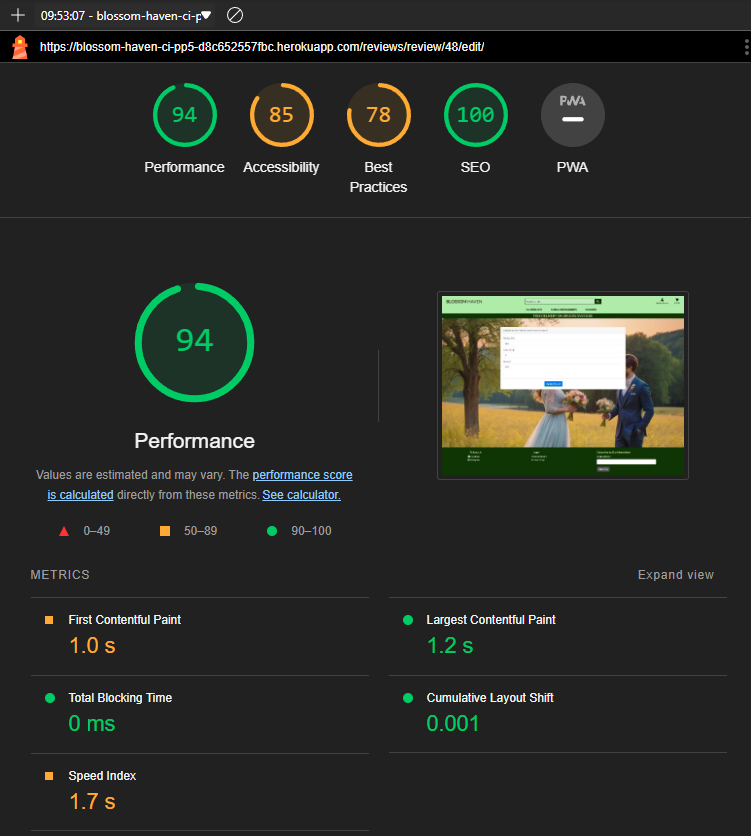 09:53:07 - blossom-haven-ci-p
https://blossom-haven-ci-pp5-d8c652557fbc.herokuapp.com/reviews/review/48/edit/
94
85
78
100
PWA
Performance
Accessibility
Best
Practices
SEO
PWA
94
Performance
Values are estimated and may vary. The performance score
is calculated directly from these metrics. See calculator.
0–49
50–89
90–100
METRICS
Expand view
First Contentful Paint
1.0 s
Largest Contentful Paint
1.2 s
Total Blocking Time
0 ms
Cumulative Layout Shift
0.001
Speed Index
1.7 s